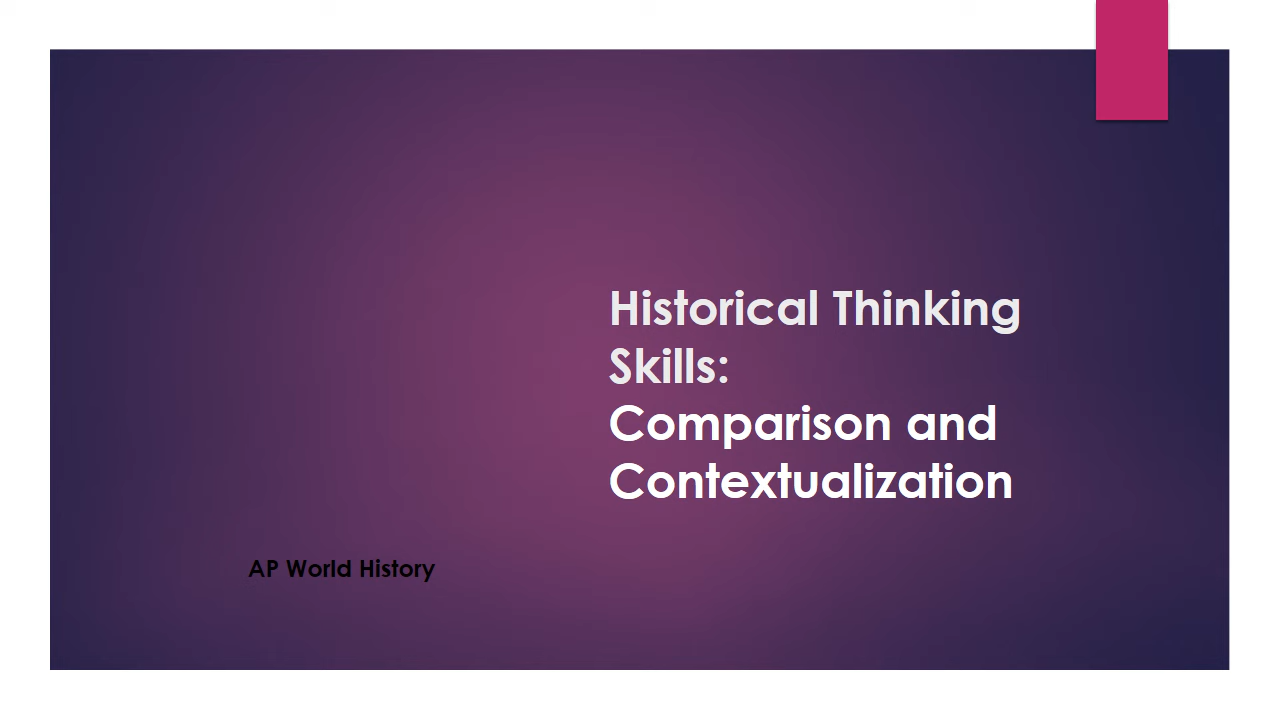 Historical Thinking
Skills:
Comparison and
Contextualization
AP World History